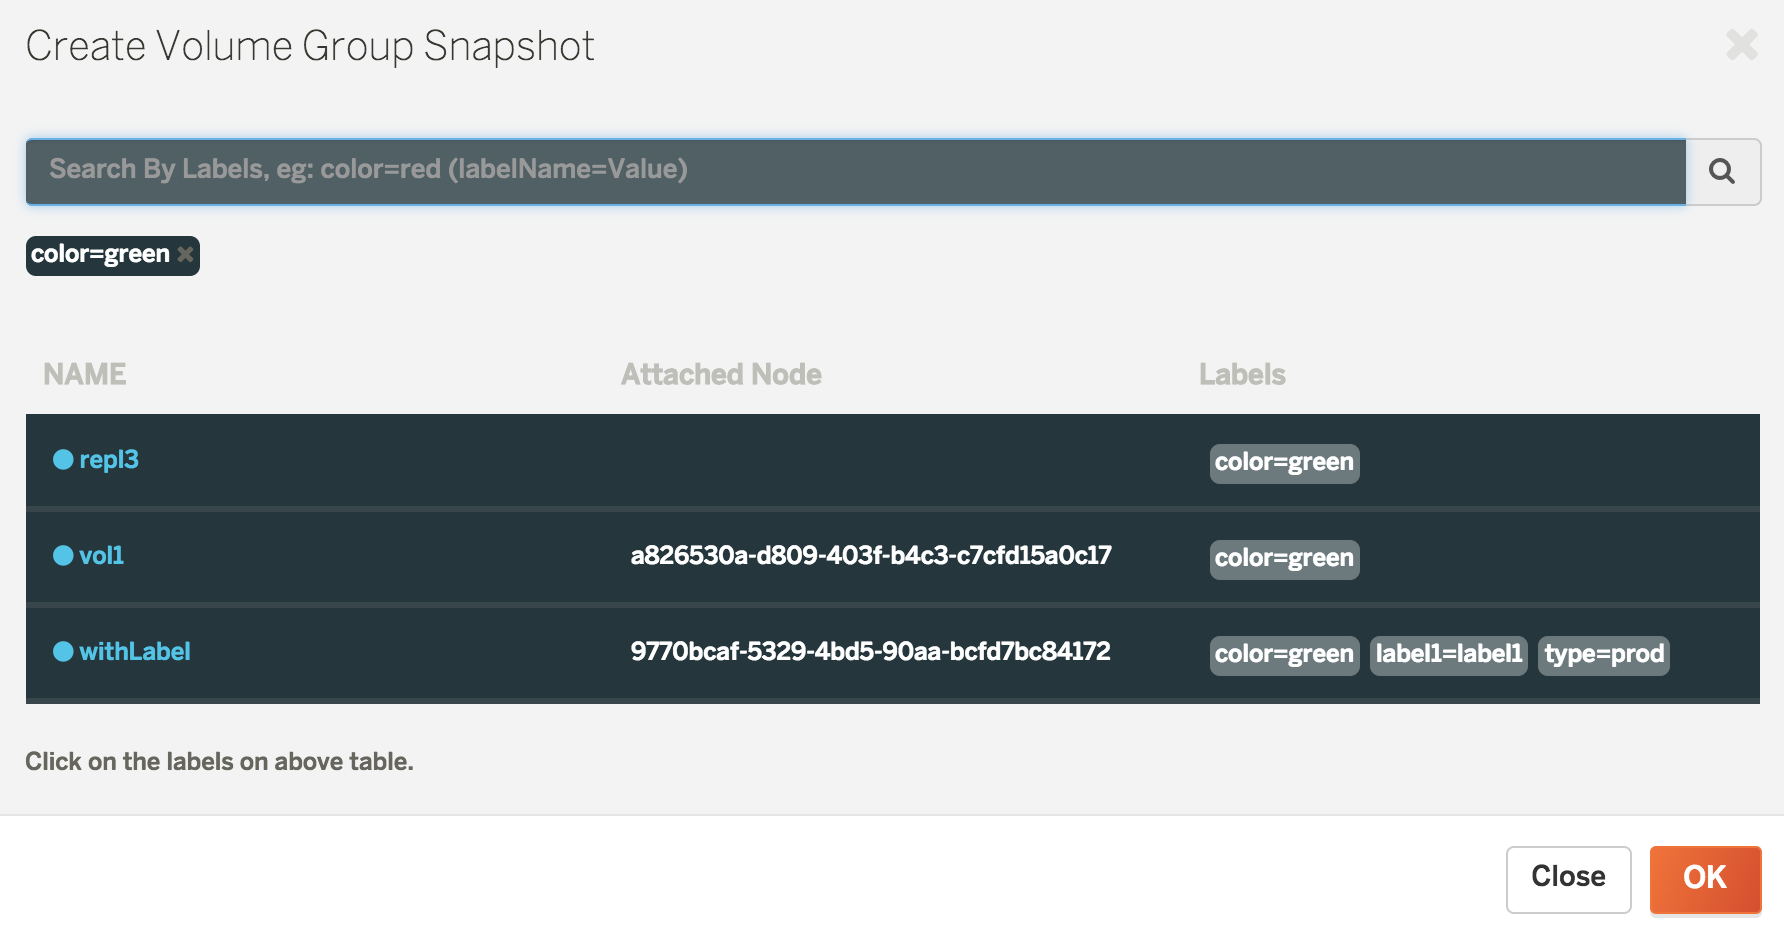 Create Volume Group Snapshot
Search By Labels, eg: color=red (labelName=Value)
color=green
NAME Attached Node Labels
repl3 color=green
vol1 a826530a-d809-403f-b4c3-c7cfd15a0c17 color=green
withLabel 9770bcaf-5329-4bd5-90aa-bcfd7bc84172 color=green label1=label1 type=prod
Click on the labels on above table.
Close OK